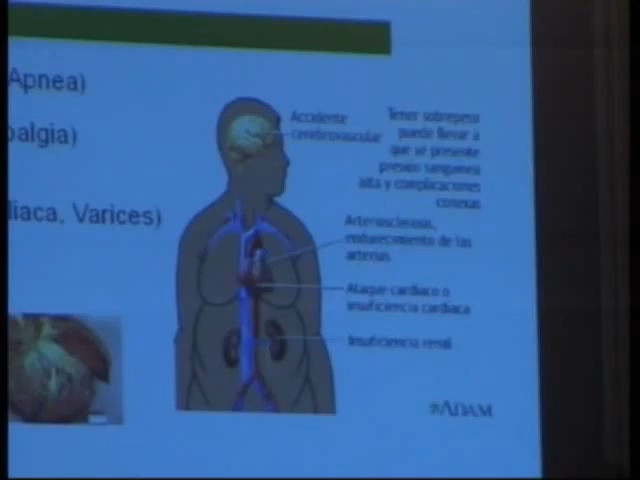 Apnea)
algia)
liaca, Varices)
Accidente
cerebrovascular
Tener sobrepeso
puede llevar a
que se presente
presión sanguínea
alta y complicaciones
conexas
Arteriosclerosis,
endurecimiento de las
arterias.
Ataque cardíaco o
insuficiencia cardíaca
Insuficiencia renal
ADAM